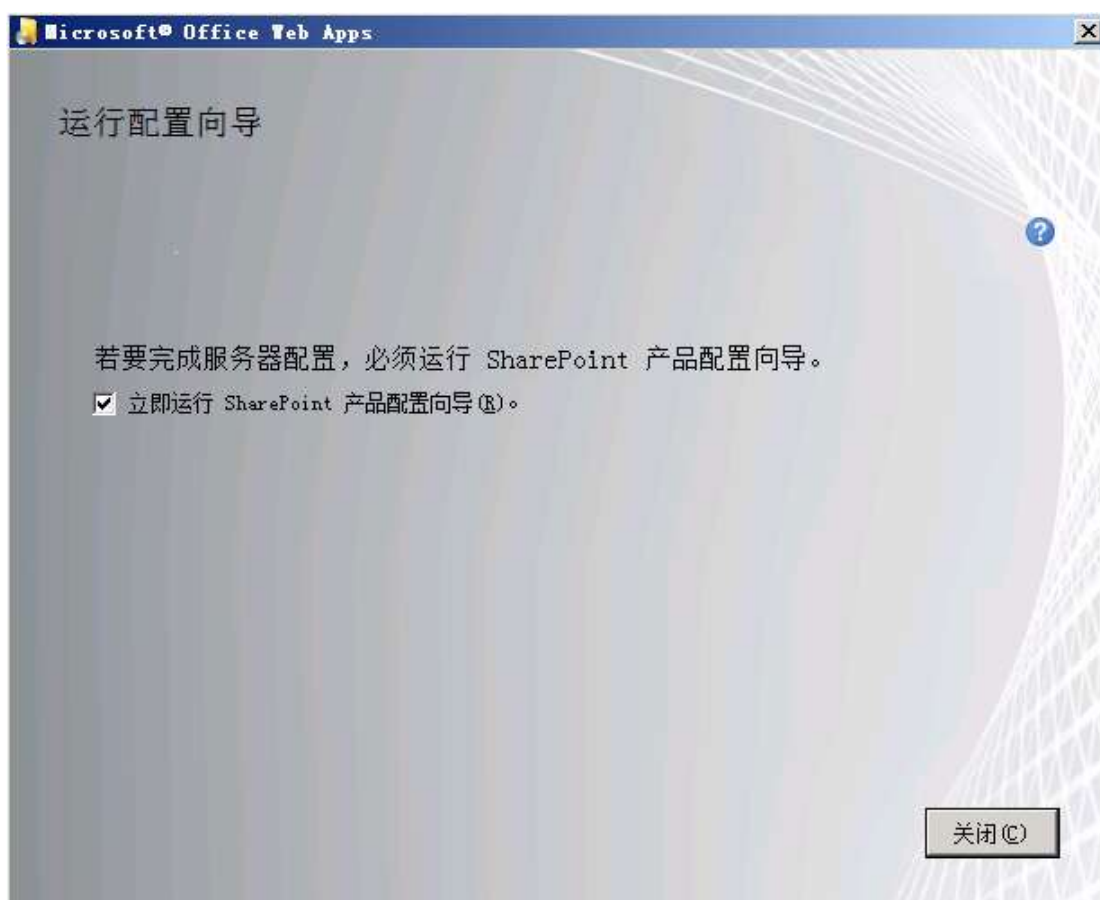 Microsoft® Office Web Apps
运行配置向导
?
若要完成服务器配置，必须运行 SharePoint 产品配置向导。
立即运行 SharePoint 产品配置向导(R)。
关闭(C)